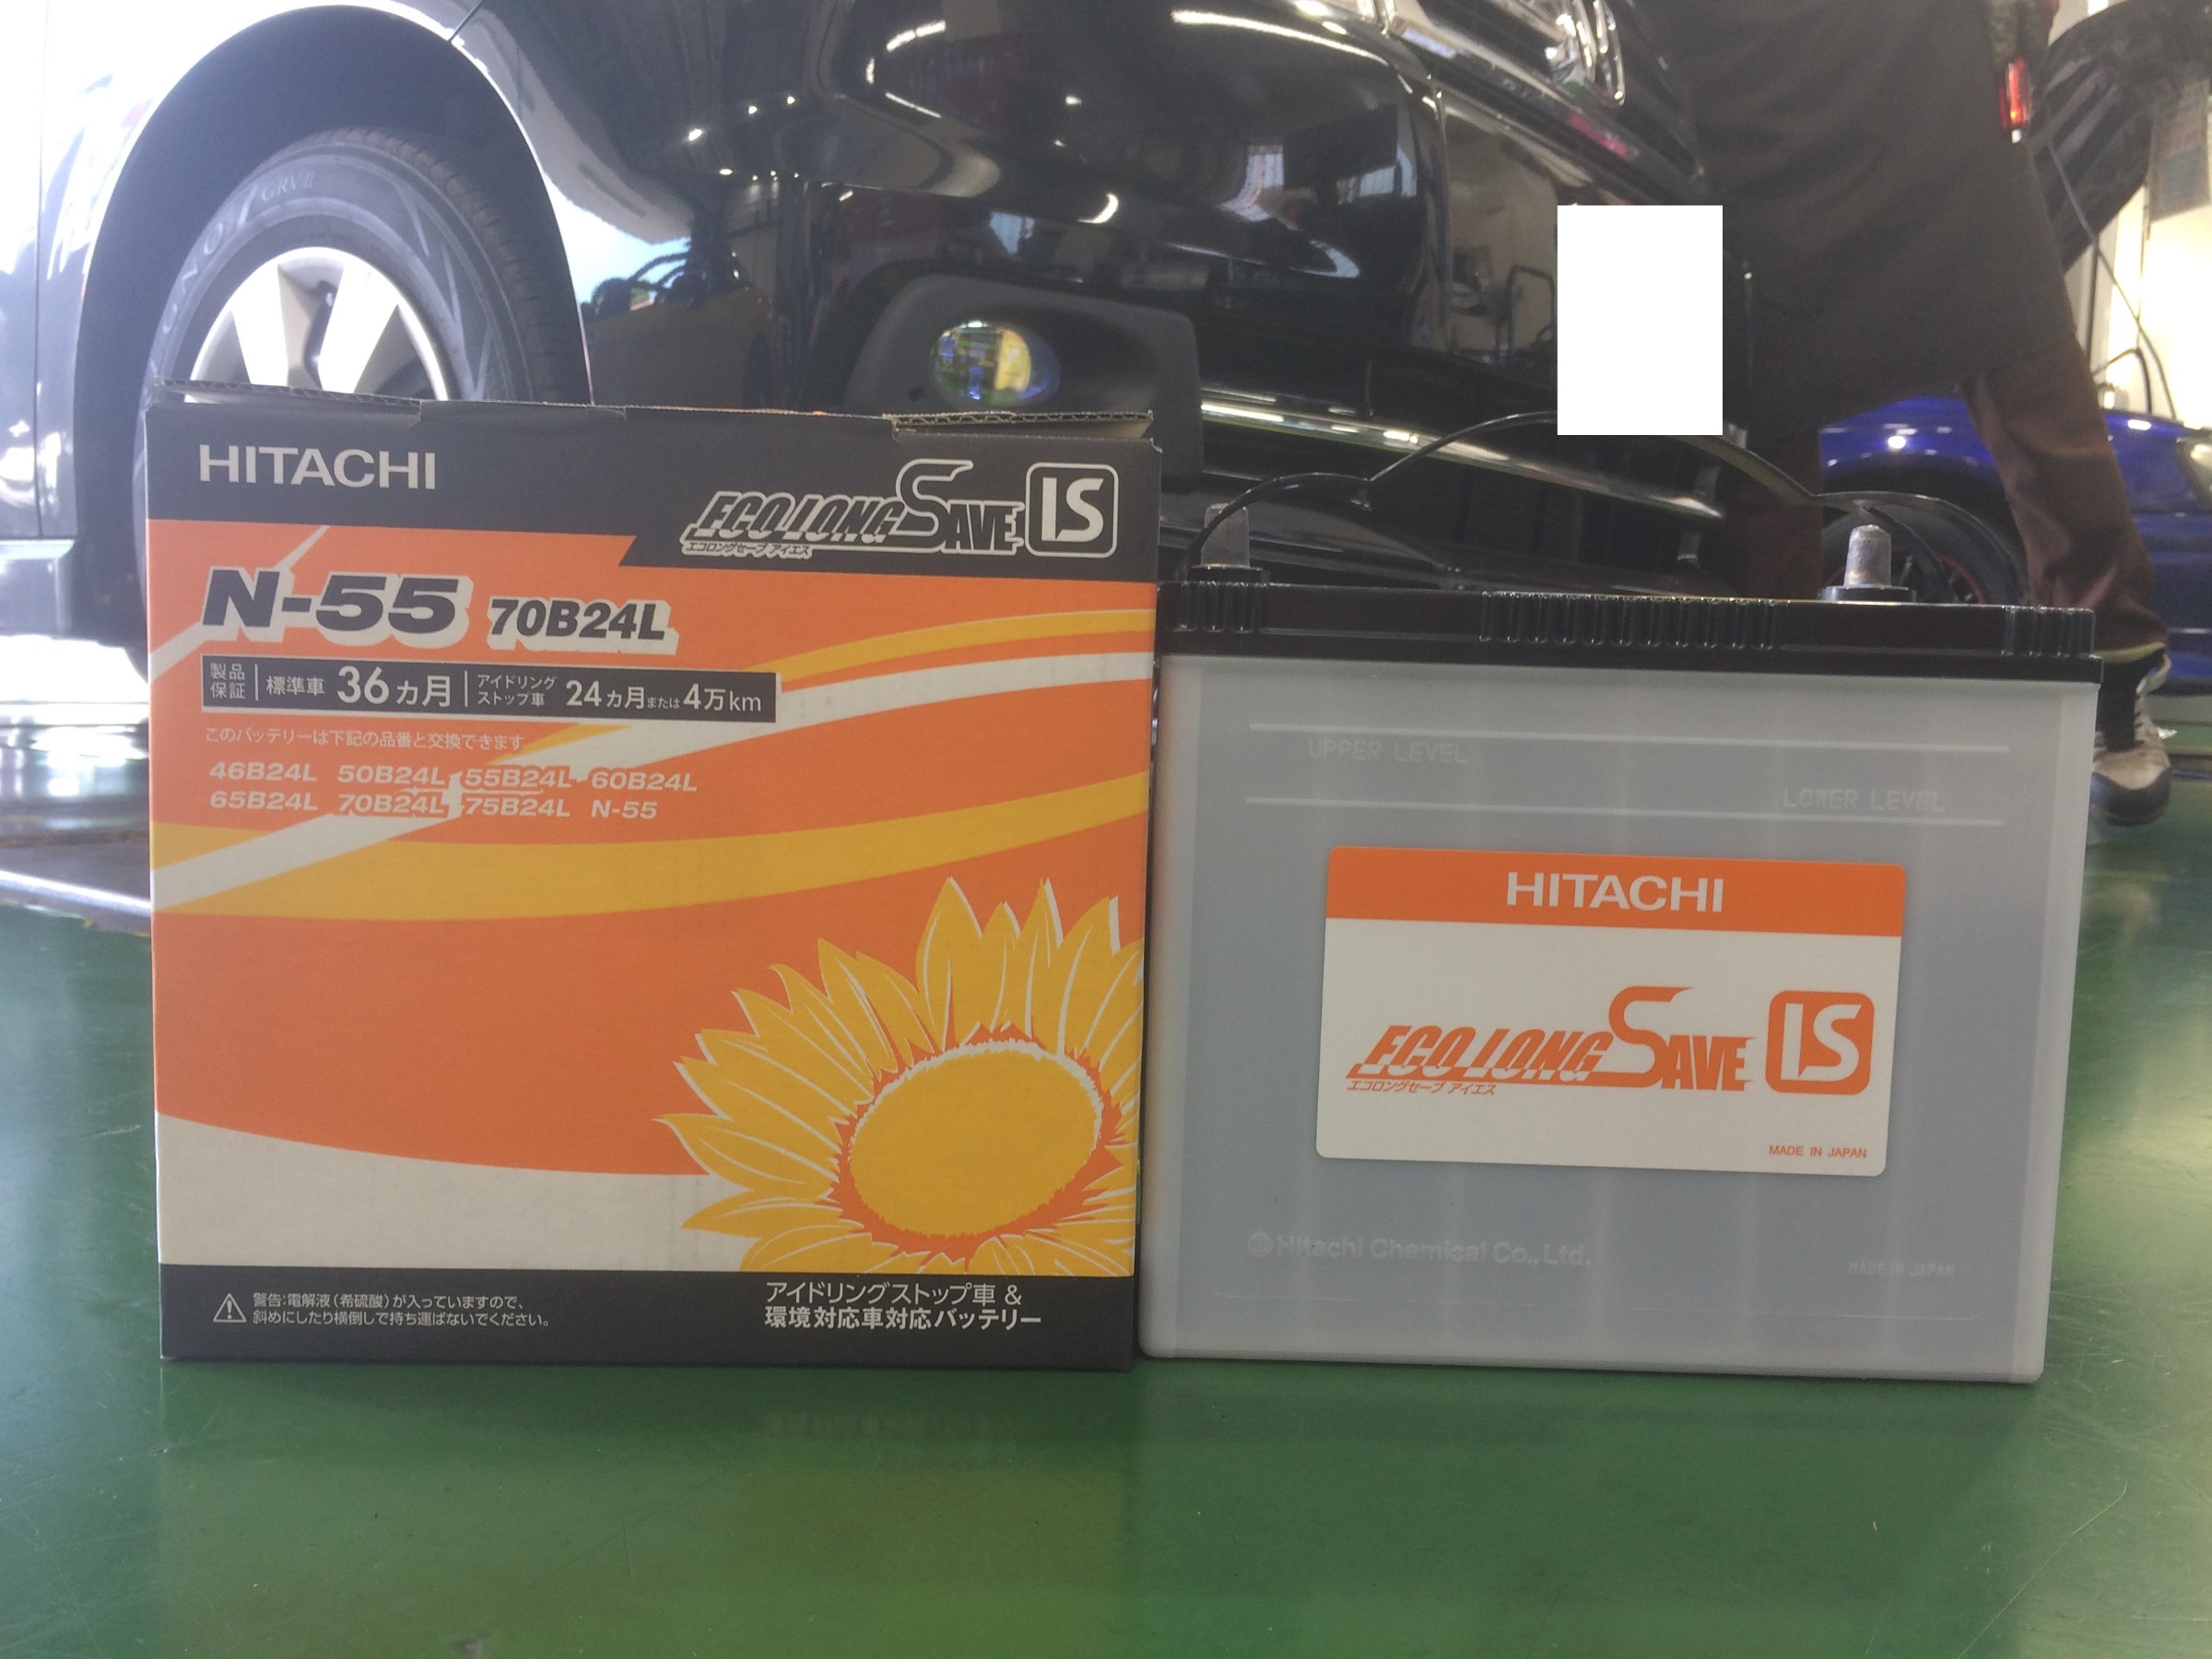 GRVⅡ
HITACHI
ECO LONG SAVE IS
エコロングセーブ アイエス
N-55 70B24L
製品保証 標準車 36ヵ月 アイドリングストップ車 24ヵ月または4万km
このバッテリーは下記の品番と交換できます
46B24L 50B24L 55B24L 60B24L
65B24L 70B24L 75B24L N-55
警告:電解液(希硫酸)が入っていますので、
斜めにしたり横倒しで持ち運ばないでください。
アイドリングストップ車 &
環境対応車対応バッテリー
UPPER LEVEL
LOWER LEVEL
HITACHI
ECO LONG SAVE IS
エコロングセーブ アイエス
MADE IN JAPAN
Hitachi Chemical Co., Ltd.
MADE IN JAPAN